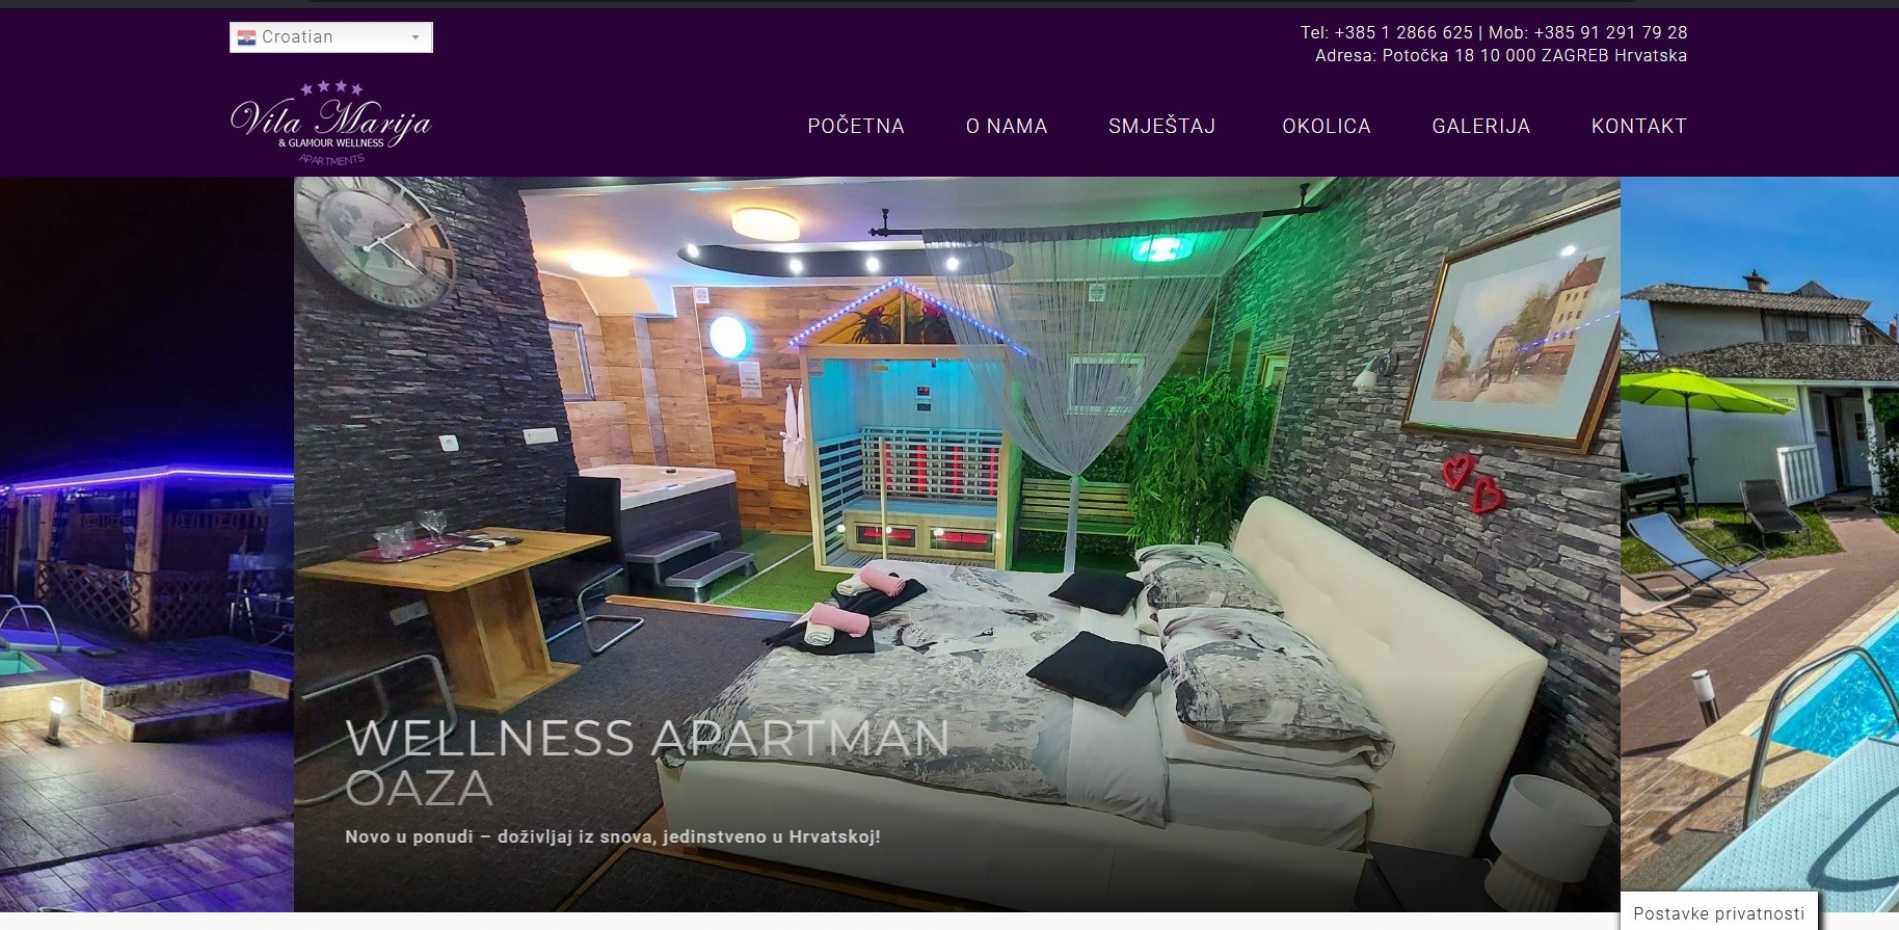 Croatian
Tel: +385 1 2866 625 | Mob: +385 91 291 79 28
Adresa: Potočka 18 10 000 ZAGREB Hrvatska
Vila Marija
& GLAMOUR WELLNESS
APARTMENTS
POČETNA O NAMA SMJEŠTAJ OKOLICA GALERIJA KONTAKT
WELLNESS APARTMAN
OAZA
Novo u ponudi – doživljaj iz snova, jedinstveno u Hrvatskoj!
Postavke privatnosti